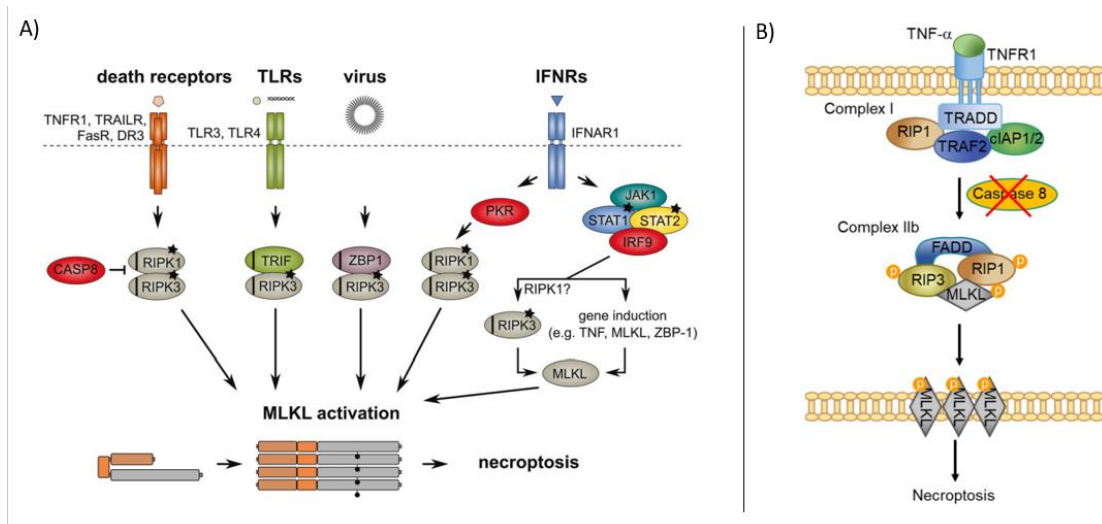 A)
death receptors
TLRs
virus
IFNRs
TNFR1, TRAILR,
FasR, DR3
TLR3, TLR4
IFNAR1
PKR
JAK1
STAT1
STAT2
IRF9
CASP8
RIPK1
RIPK3
TRIF
RIPK3
ZBP1
RIPK3
RIPK1
RIPK3
RIPK1?
RIPK3
gene induction
(e.g. TNF, MLKL, ZBP-1)
MLKL
MLKL activation
necroptosis
B)
TNF-α
TNFR1
Complex I
TRADD
RIP1
TRAF2
cIAP1/2
Caspase 8
Complex IIb
FADD
P
RIP3
RIP1
P
MLKL
P
P
P
P
MLKL
MLKL
MLKL
Necroptosis